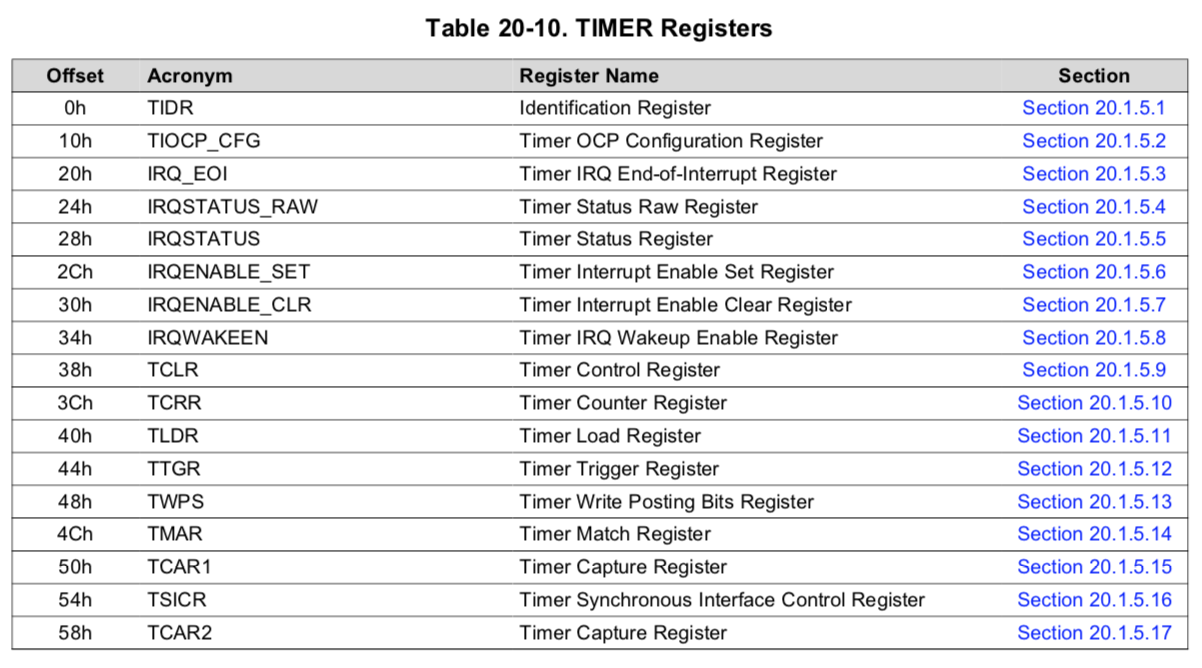 Table 20-10. TIMER Registers
Offset Acronym Register Name Section
0h TIDR Identification Register Section 20.1.5.1
10h TIOCP_CFG Timer OCP Configuration Register Section 20.1.5.2
20h IRQ_EOI Timer IRQ End-of-Interrupt Register Section 20.1.5.3
24h IRQSTATUS_RAW Timer Status Raw Register Section 20.1.5.4
28h IRQSTATUS Timer Status Register Section 20.1.5.5
2Ch IRQENABLE_SET Timer Interrupt Enable Set Register Section 20.1.5.6
30h IRQENABLE_CLR Timer Interrupt Enable Clear Register Section 20.1.5.7
34h IRQWAKEEN Timer IRQ Wakeup Enable Register Section 20.1.5.8
38h TCLR Timer Control Register Section 20.1.5.9
3Ch TCRR Timer Counter Register Section 20.1.5.10
40h TLDR Timer Load Register Section 20.1.5.11
44h TTGR Timer Trigger Register Section 20.1.5.12
48h TWPS Timer Write Posting Bits Register Section 20.1.5.13
4Ch TMAR Timer Match Register Section 20.1.5.14
50h TCAR1 Timer Capture Register Section 20.1.5.15
54h TSICR Timer Synchronous Interface Control Register Section 20.1.5.16
58h TCAR2 Timer Capture Register Section 20.1.5.17